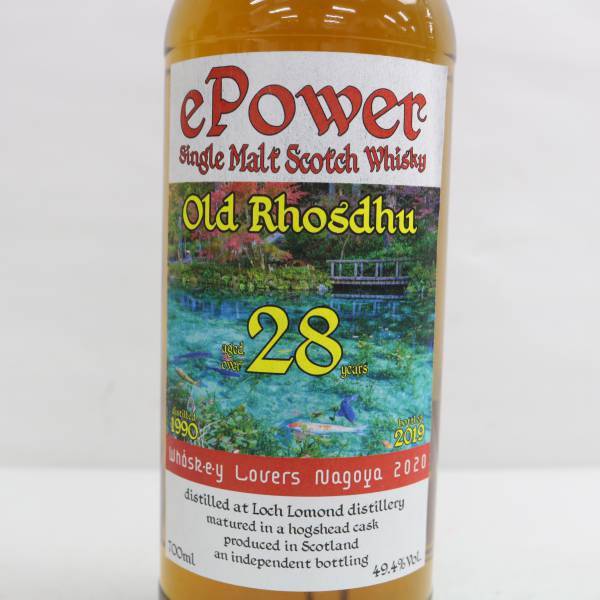 ePower
Single Malt Scotch Whisky
Old Rhosdhu
aged over 28 years
distilled 1990
bottled 2019
Whiskey Lovers Nagoya 2020
distilled at Loch Lomond distillery
matured in a hogshead cask
produced in Scotland
an independent bottling
700ml
49.4% Vol.